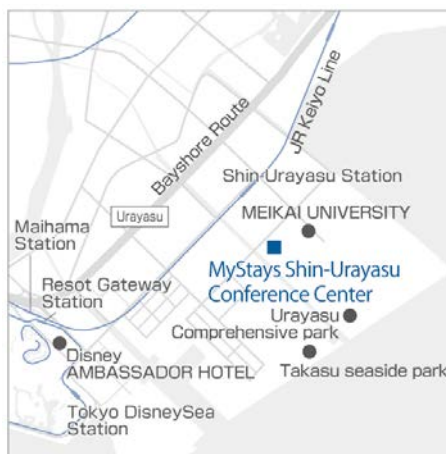 JR Keiyo Line
Bayshore Route
Shin-Urayasu Station
Urayasu
MEIKAI UNIVERSITY
Maihama
Station
MyStays Shin-Urayasu
Conference Center
Resot Gateway
Station
Urayasu
Comprehensive park
Disney
AMBASSADOR HOTEL
Takasu seaside park
Tokyo DisneySea
Station